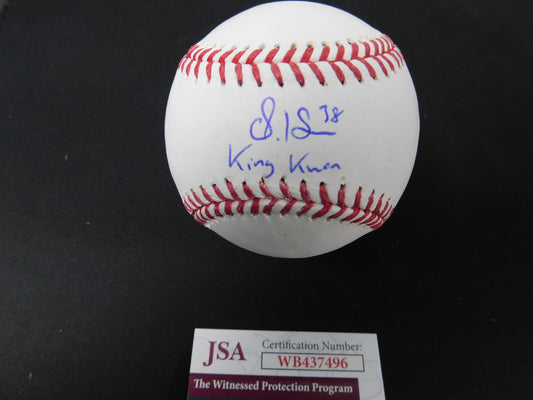 38
King Kwan
JSA
Certification Number:
WB437496
The Witnessed Protection Program